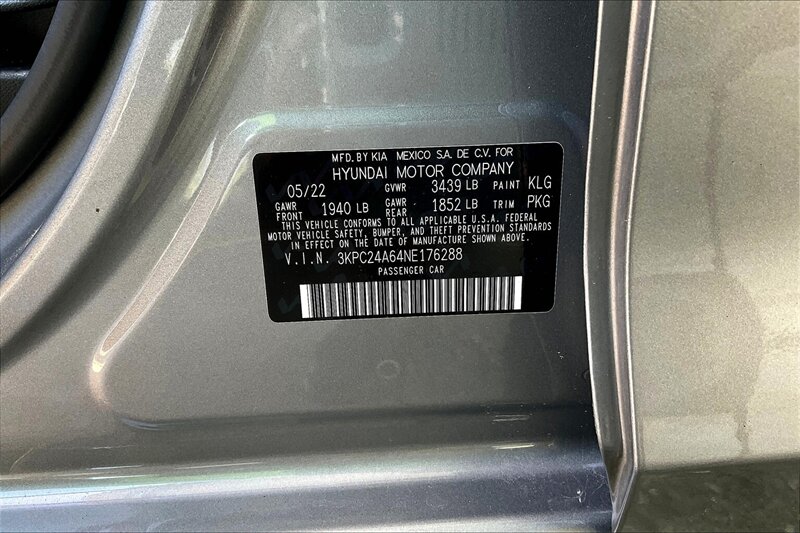 MFD. BY KIA MEXICO S.A. DE C.V. FOR
HYUNDAI MOTOR COMPANY
05/22 GVWR 3439 LB PAINT KLG
GAWR FRONT 1940 LB GAWR REAR 1852 LB TRIM PKG
THIS VEHICLE CONFORMS TO ALL APPLICABLE U.S.A. FEDERAL
MOTOR VEHICLE SAFETY, BUMPER, AND THEFT PREVENTION STANDARDS
IN EFFECT ON THE DATE OF MANUFACTURE SHOWN ABOVE.
V.I.N. 3KPC24A64NE176288
PASSENGER CAR